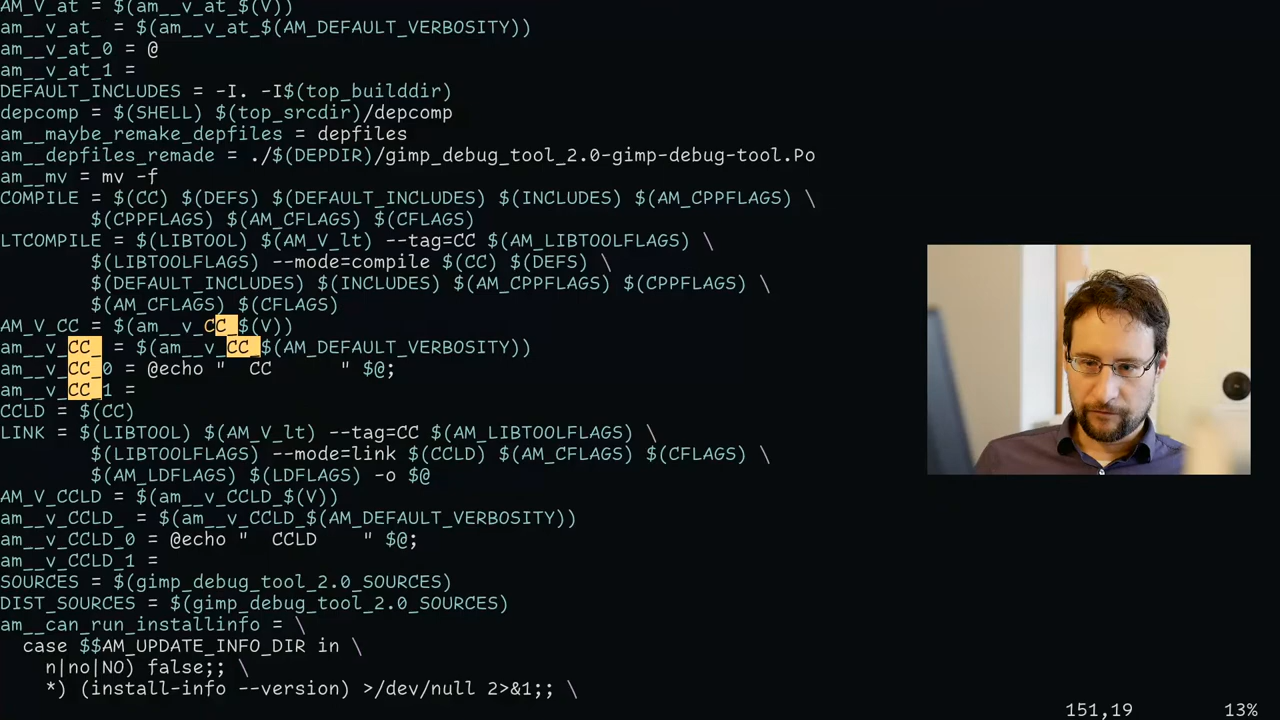 AM_V_at = $(am__v_at_$(V))
am__v_at_ = $(am__v_at_$(AM_DEFAULT_VERBOSITY))
am__v_at_0 = @
am__v_at_1 =
DEFAULT_INCLUDES = -I. -I$(top_builddir)
depcomp = $(SHELL) $(top_srcdir)/depcomp
am__maybe_remake_depfiles = depfiles
am__depfiles_remade = ./$(DEPDIR)/gimp_debug_tool_2.0-gimp-debug-tool.Po
am__mv = mv -f
COMPILE = $(CC) $(DEFS) $(DEFAULT_INCLUDES) $(INCLUDES) $(AM_CPPFLAGS) \
        $(CPPFLAGS) $(AM_CFLAGS) $(CFLAGS)
LTCOMPILE = $(LIBTOOL) $(AM_V_lt) --tag=CC $(AM_LIBTOOLFLAGS) \
        $(LIBTOOLFLAGS) --mode=compile $(CC) $(DEFS) \
        $(DEFAULT_INCLUDES) $(INCLUDES) $(AM_CPPFLAGS) $(CPPFLAGS) \
        $(AM_CFLAGS) $(CFLAGS)
AM_V_CC = $(am__v_CC_$(V))
am__v_CC_ = $(am__v_CC_$(AM_DEFAULT_VERBOSITY))
am__v_CC_0 = @echo "  CC      " $@;
am__v_CC_1 =
CCLD = $(CC)
LINK = $(LIBTOOL) $(AM_V_lt) --tag=CC $(AM_LIBTOOLFLAGS) \
        $(LIBTOOLFLAGS) --mode=link $(CCLD) $(AM_CFLAGS) $(CFLAGS) \
        $(AM_LDFLAGS) $(LDFLAGS) -o $@
AM_V_CCLD = $(am__v_CCLD_$(V))
am__v_CCLD_ = $(am__v_CCLD_$(AM_DEFAULT_VERBOSITY))
am__v_CCLD_0 = @echo "  CCLD    " $@;
am__v_CCLD_1 =
SOURCES = $(gimp_debug_tool_2.0_SOURCES)
DIST_SOURCES = $(gimp_debug_tool_2.0_SOURCES)
am__can_run_installinfo = \
  case $$AM_UPDATE_INFO_DIR in \
    n|no|NO) false;; \
    *) (install-info --version) >/dev/null 2>&1;; \
151,19 13%